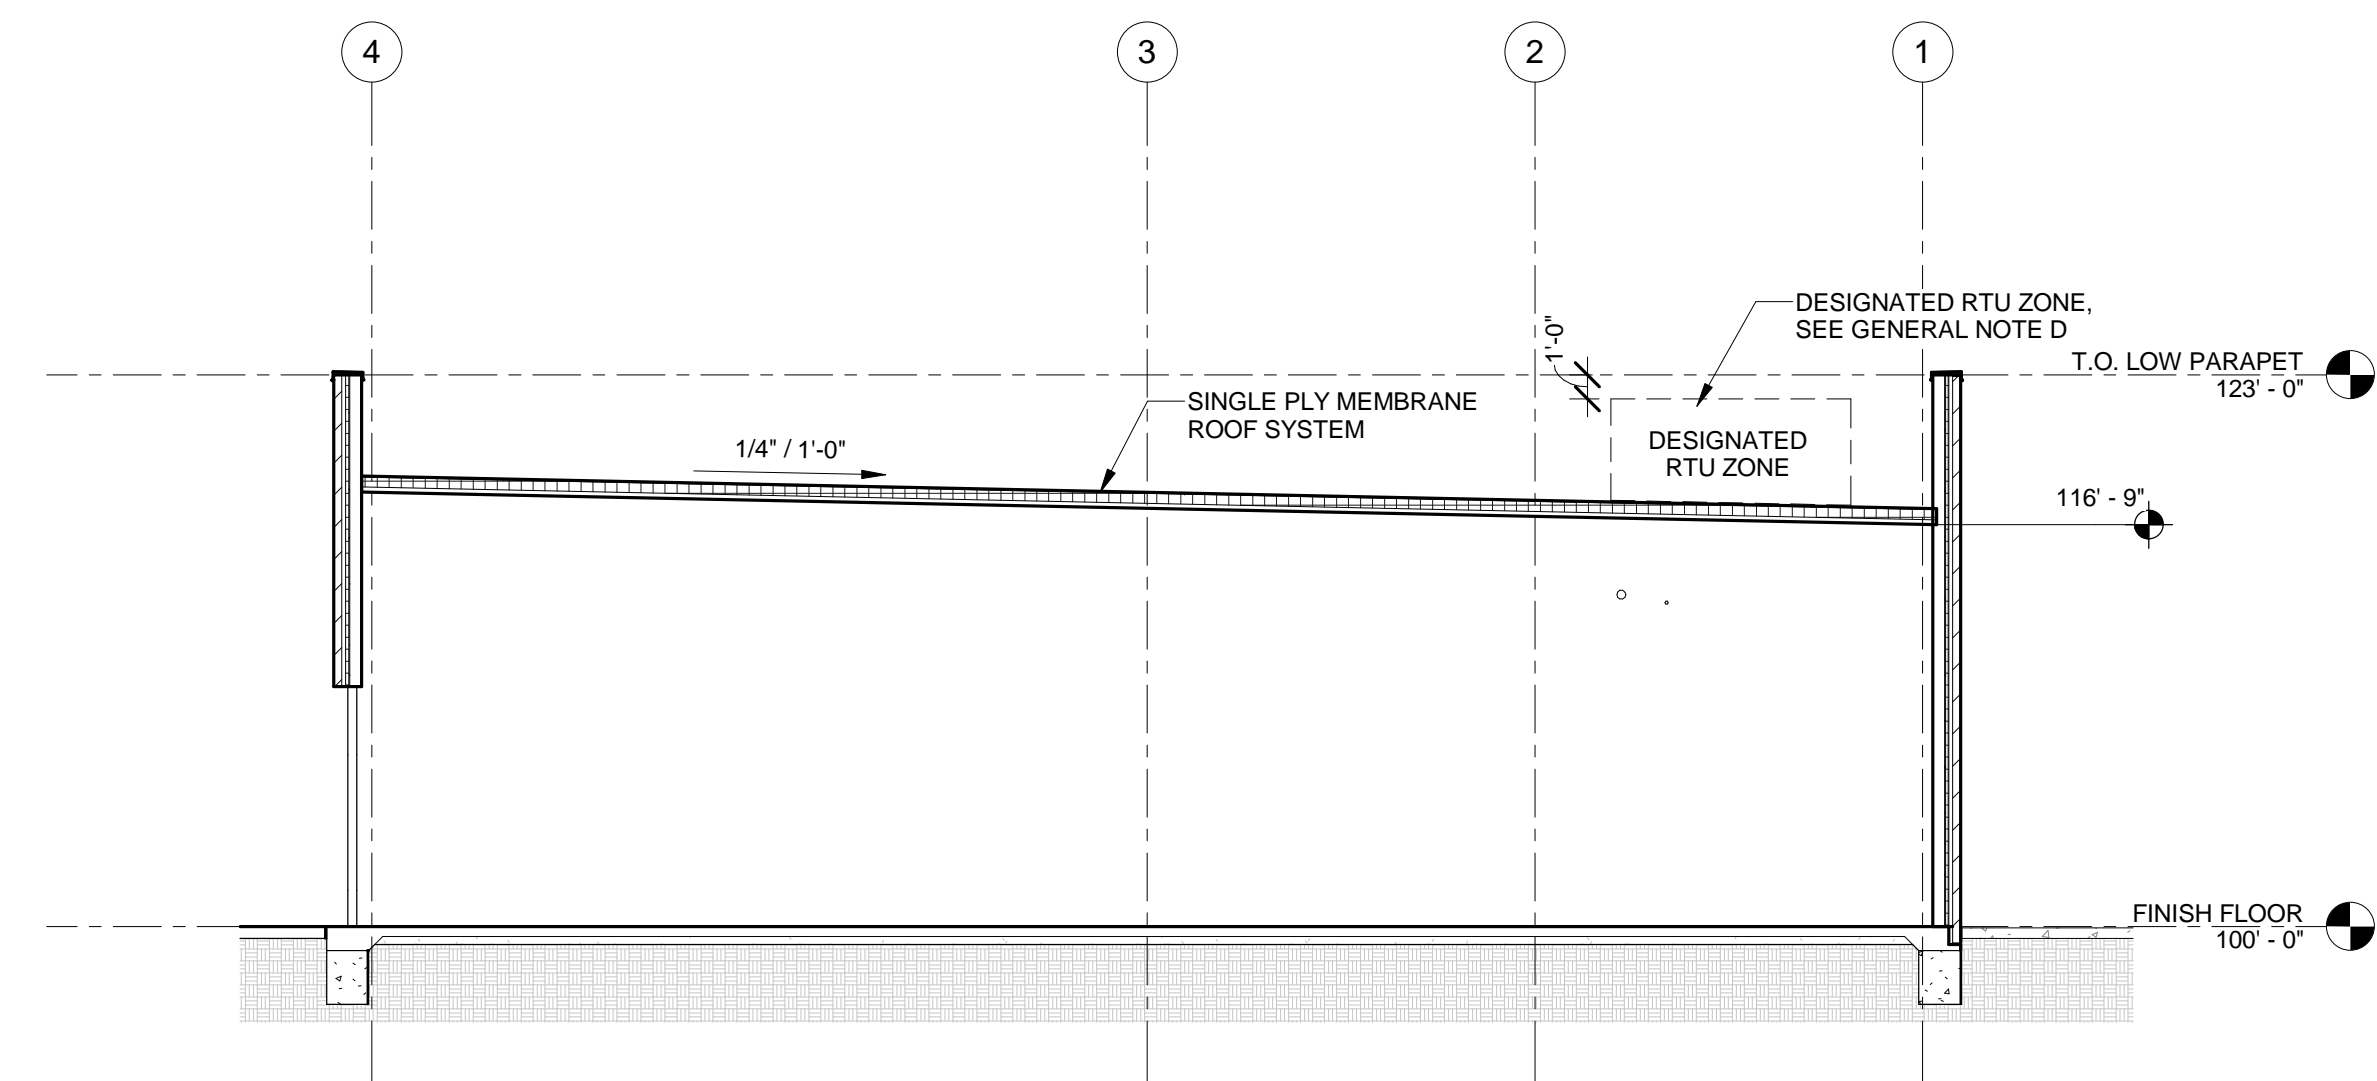 4
3
2
1
DESIGNATED RTU ZONE,
SEE GENERAL NOTE D
1'-0"
T.O. LOW PARAPET
123' - 0"
SINGLE PLY MEMBRANE
ROOF SYSTEM
1/4" / 1'-0"
DESIGNATED
RTU ZONE
116' - 9"
FINISH FLOOR
100' - 0"